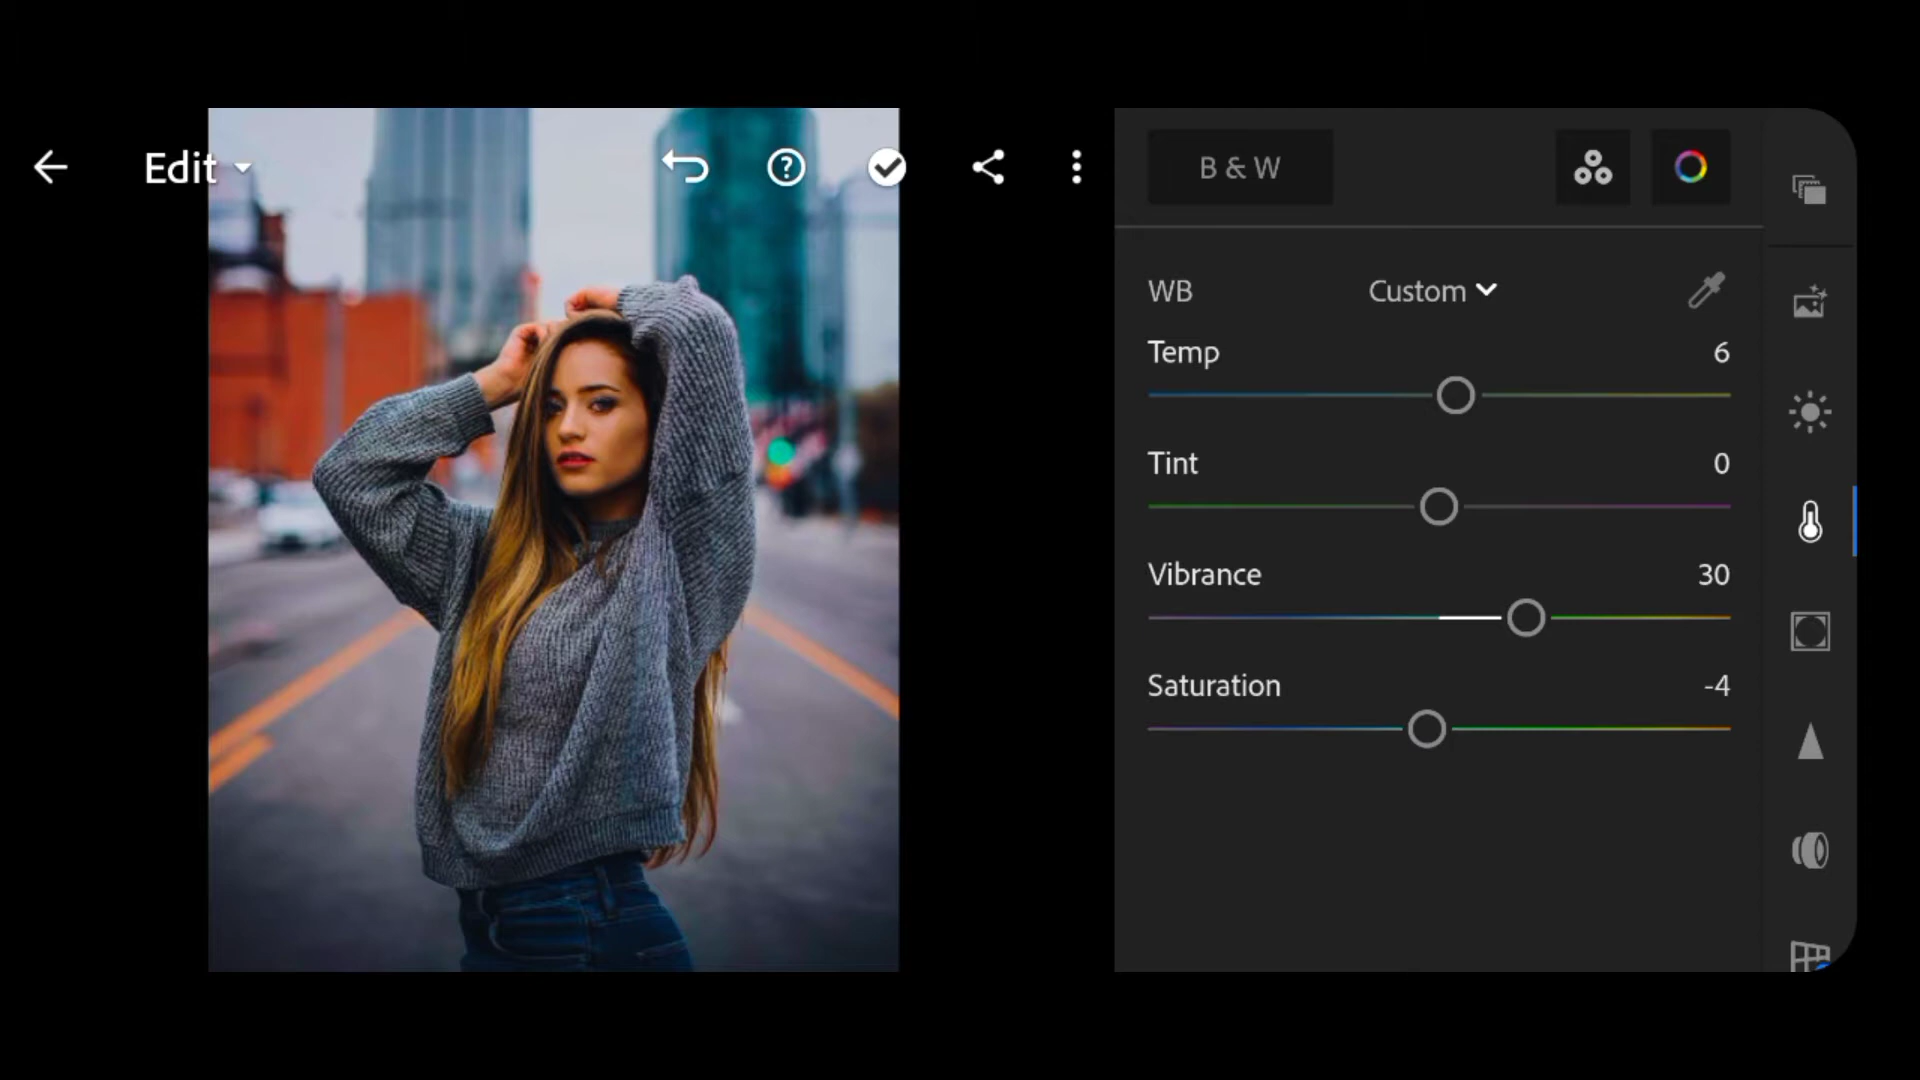 Edit
B & W
WB Custom
Temp 6
Tint 0
Vibrance 30
Saturation -4